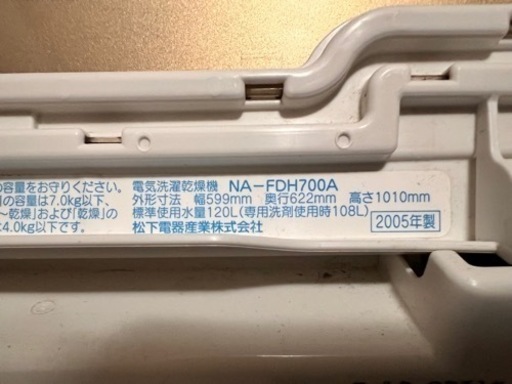 の容量をお守りください。 電気洗濯乾燥機 NA-FDH700A
の容量は7.0kg以下、 外形寸法 幅599mm 奥行622mm 高さ1010mm
～乾燥」および「乾燥」の 標準使用水量120L(専用洗剤使用時108L)
4.0kg以下です。 松下電器産業株式会社 2005年製